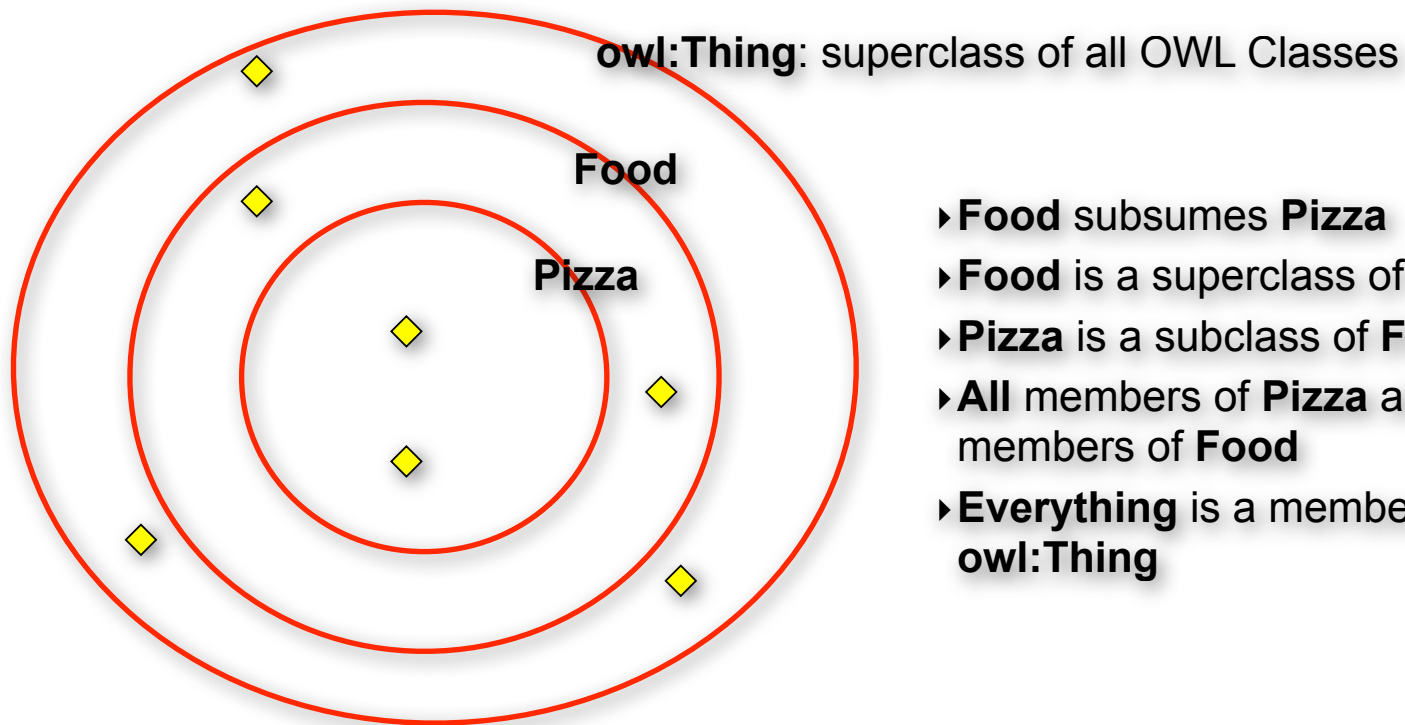 owl:Thing: superclass of all OWL Classes
Food
Pizza
▸Food subsumes Pizza
▸Food is a superclass of
▸Pizza is a subclass of F
▸All members of Pizza a
members of Food
▸Everything is a membe
owl:Thing